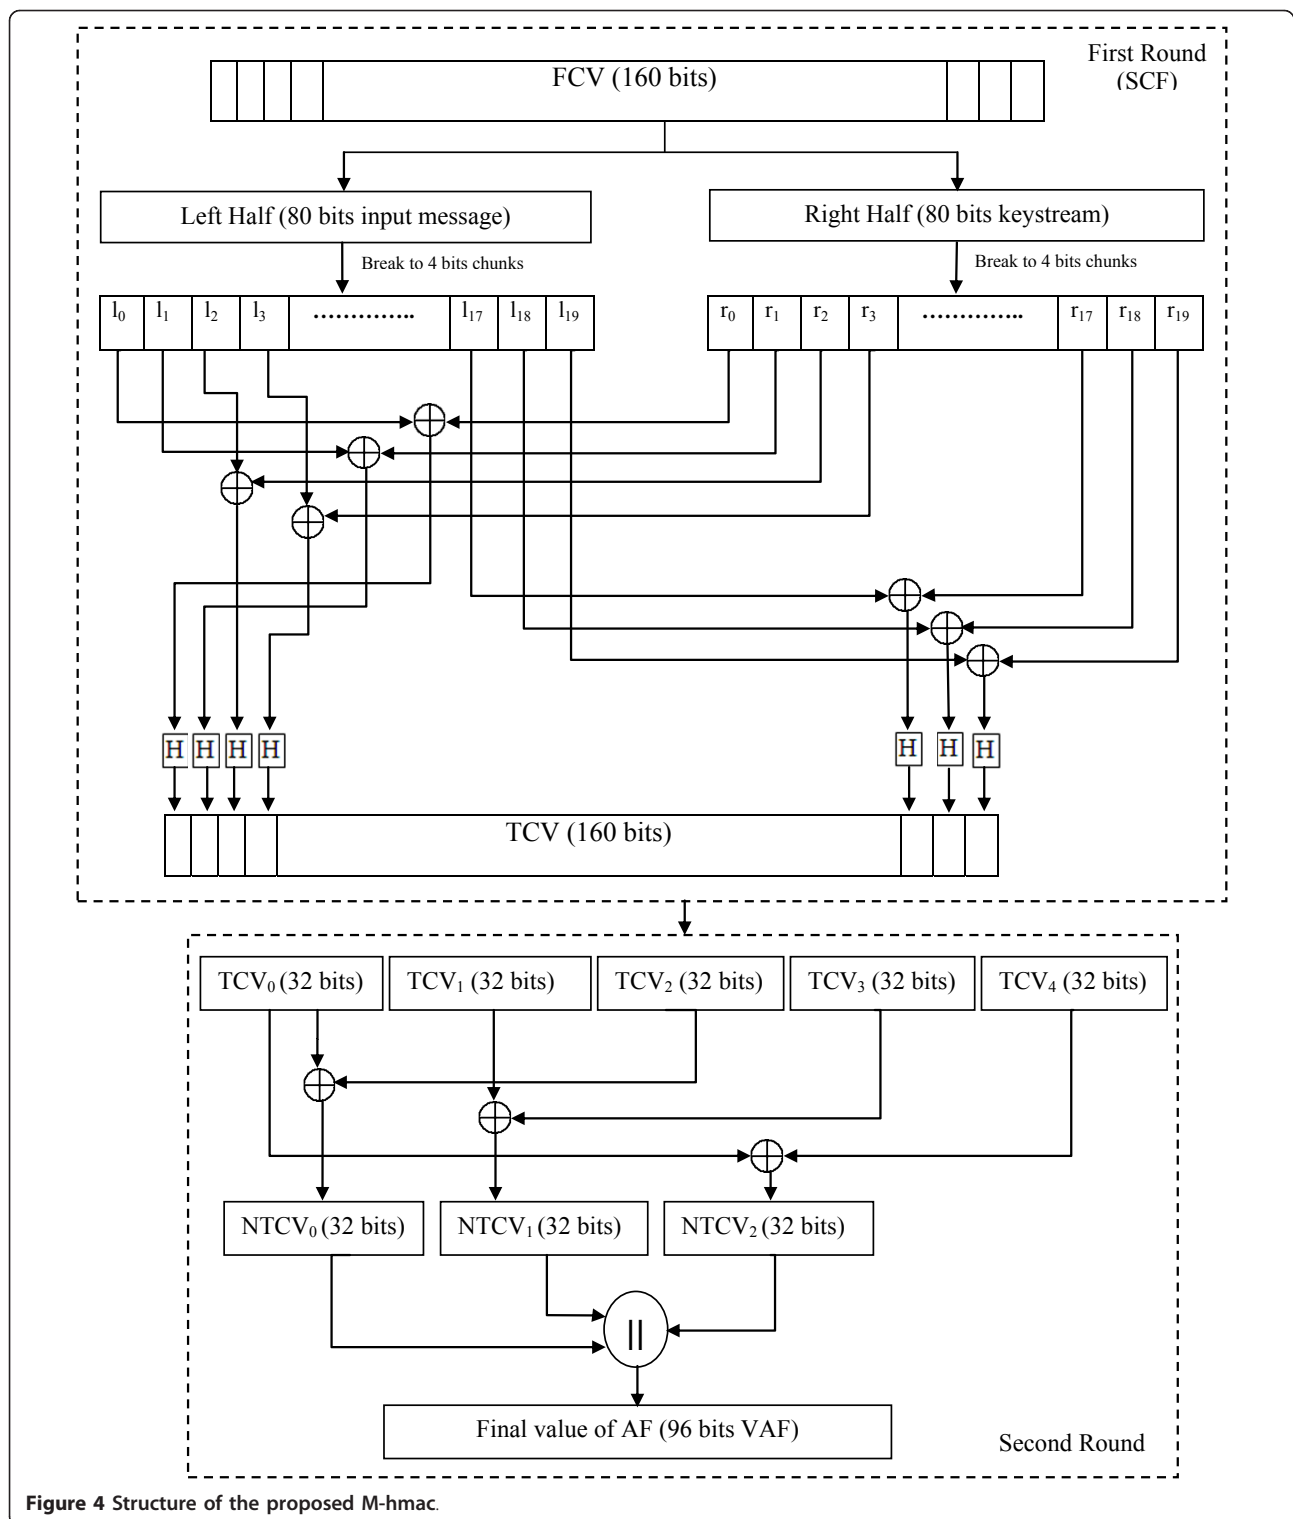 First Round
(SCF)
FCV (160 bits)
Left Half (80 bits input message)
Right Half (80 bits keystream)
Break to 4 bits chunks
Break to 4 bits chunks
l0 l1 l2 l3 ………….. l17 l18 l19
r0 r1 r2 r3 ………….. r17 r18 r19
H H H H H H H
TCV (160 bits)
TCV0 (32 bits) TCV1 (32 bits) TCV2 (32 bits) TCV3 (32 bits) TCV4 (32 bits)
NTCV0 (32 bits) NTCV1 (32 bits) NTCV2 (32 bits)
||
Final value of AF (96 bits VAF)
Second Round
Figure 4 Structure of the proposed M-hmac.